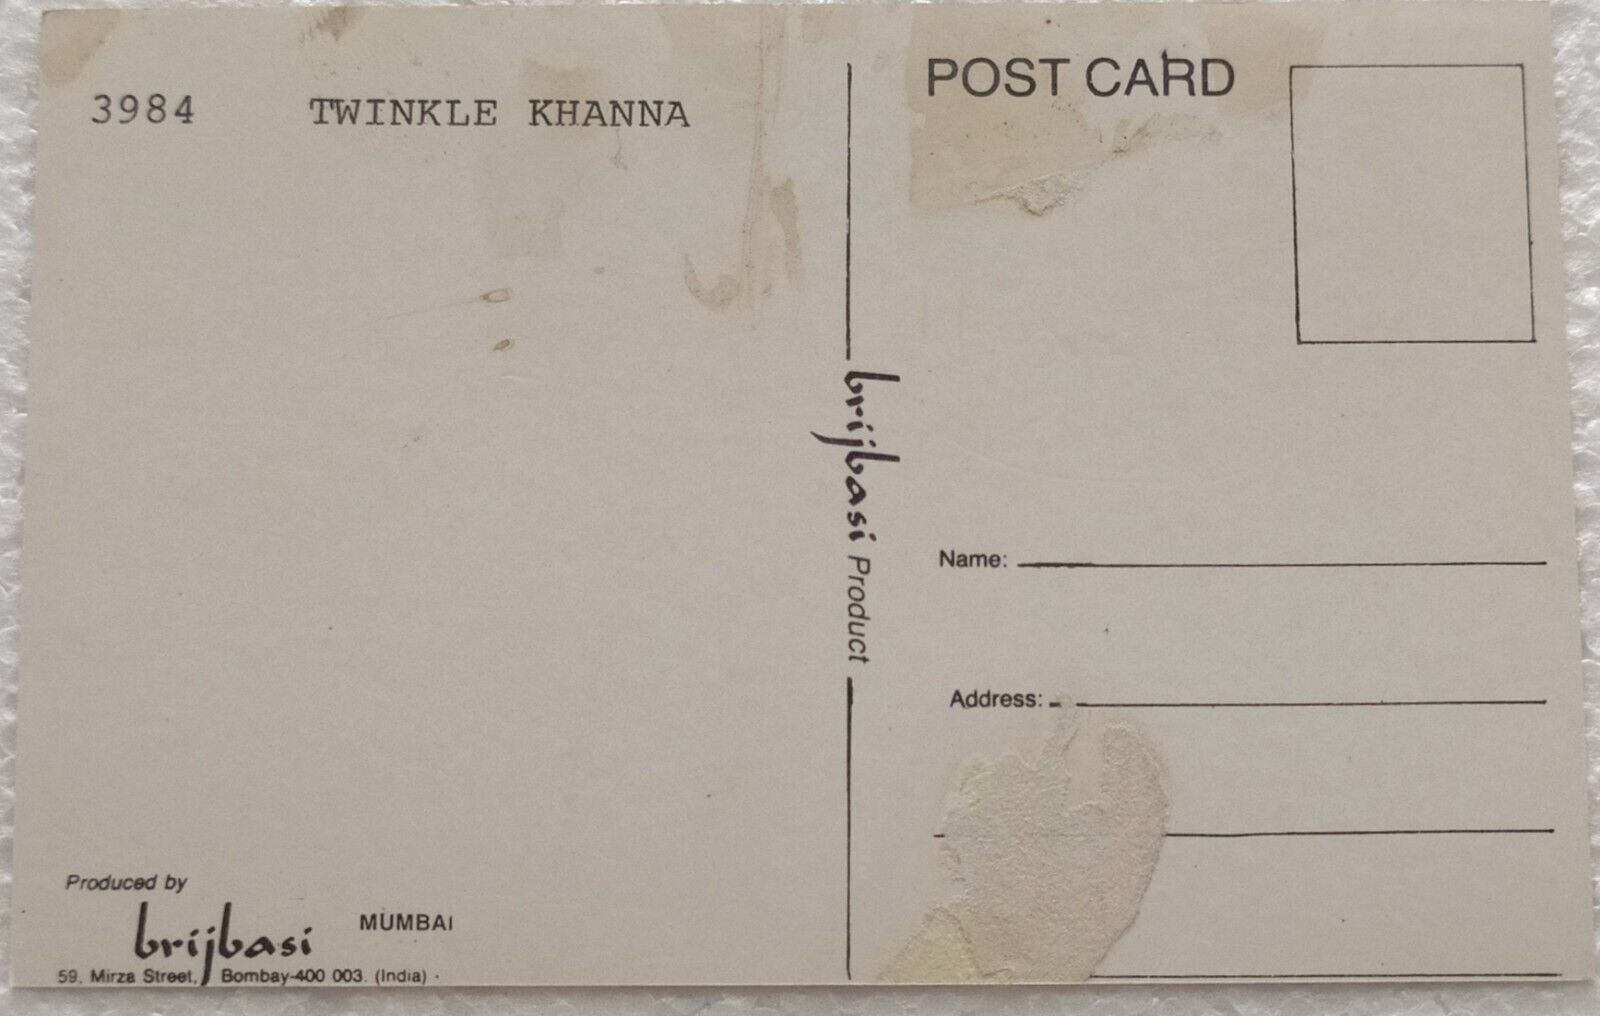 3984 TWINKLE KHANNA
Produced by
brijbasi MUMBAI
59, Mirza Street, Bombay-400 003. (India)
brijbasi Product
POST CARD
Name:
Address: